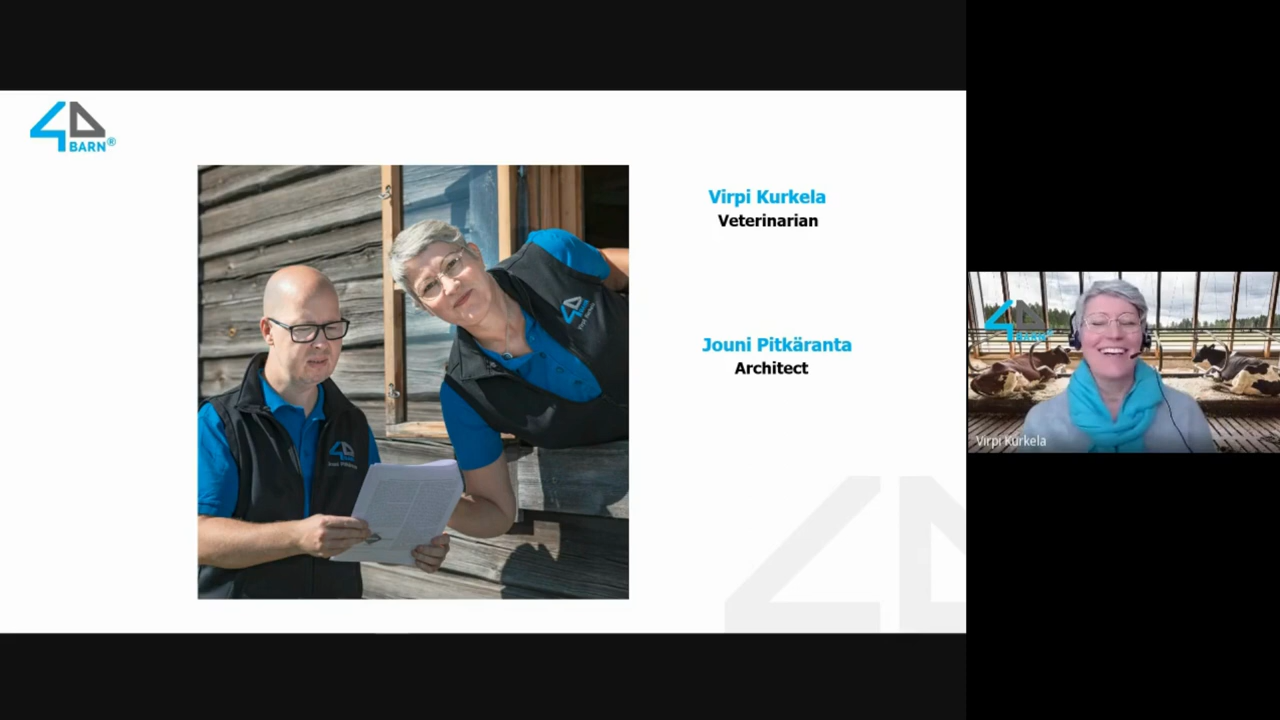 4D
BARN®
Virpi Kurkela
Veterinarian
Jouni Pitkäranta
Architect
Virpi Kurkela